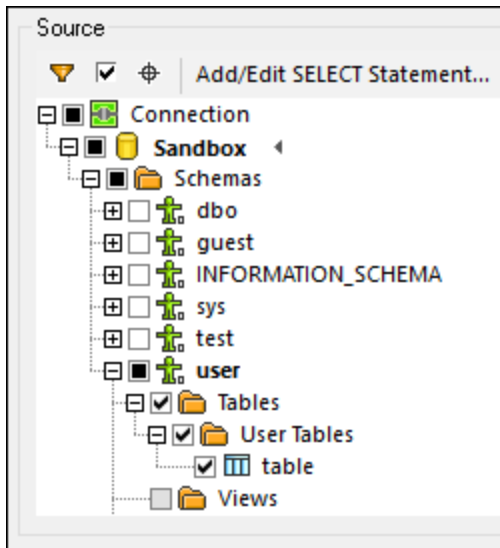 Source
Add/Edit SELECT Statement...
Connection
Sandbox
Schemas
dbo
guest
INFORMATION_SCHEMA
sys
test
user
Tables
User Tables
table
Views